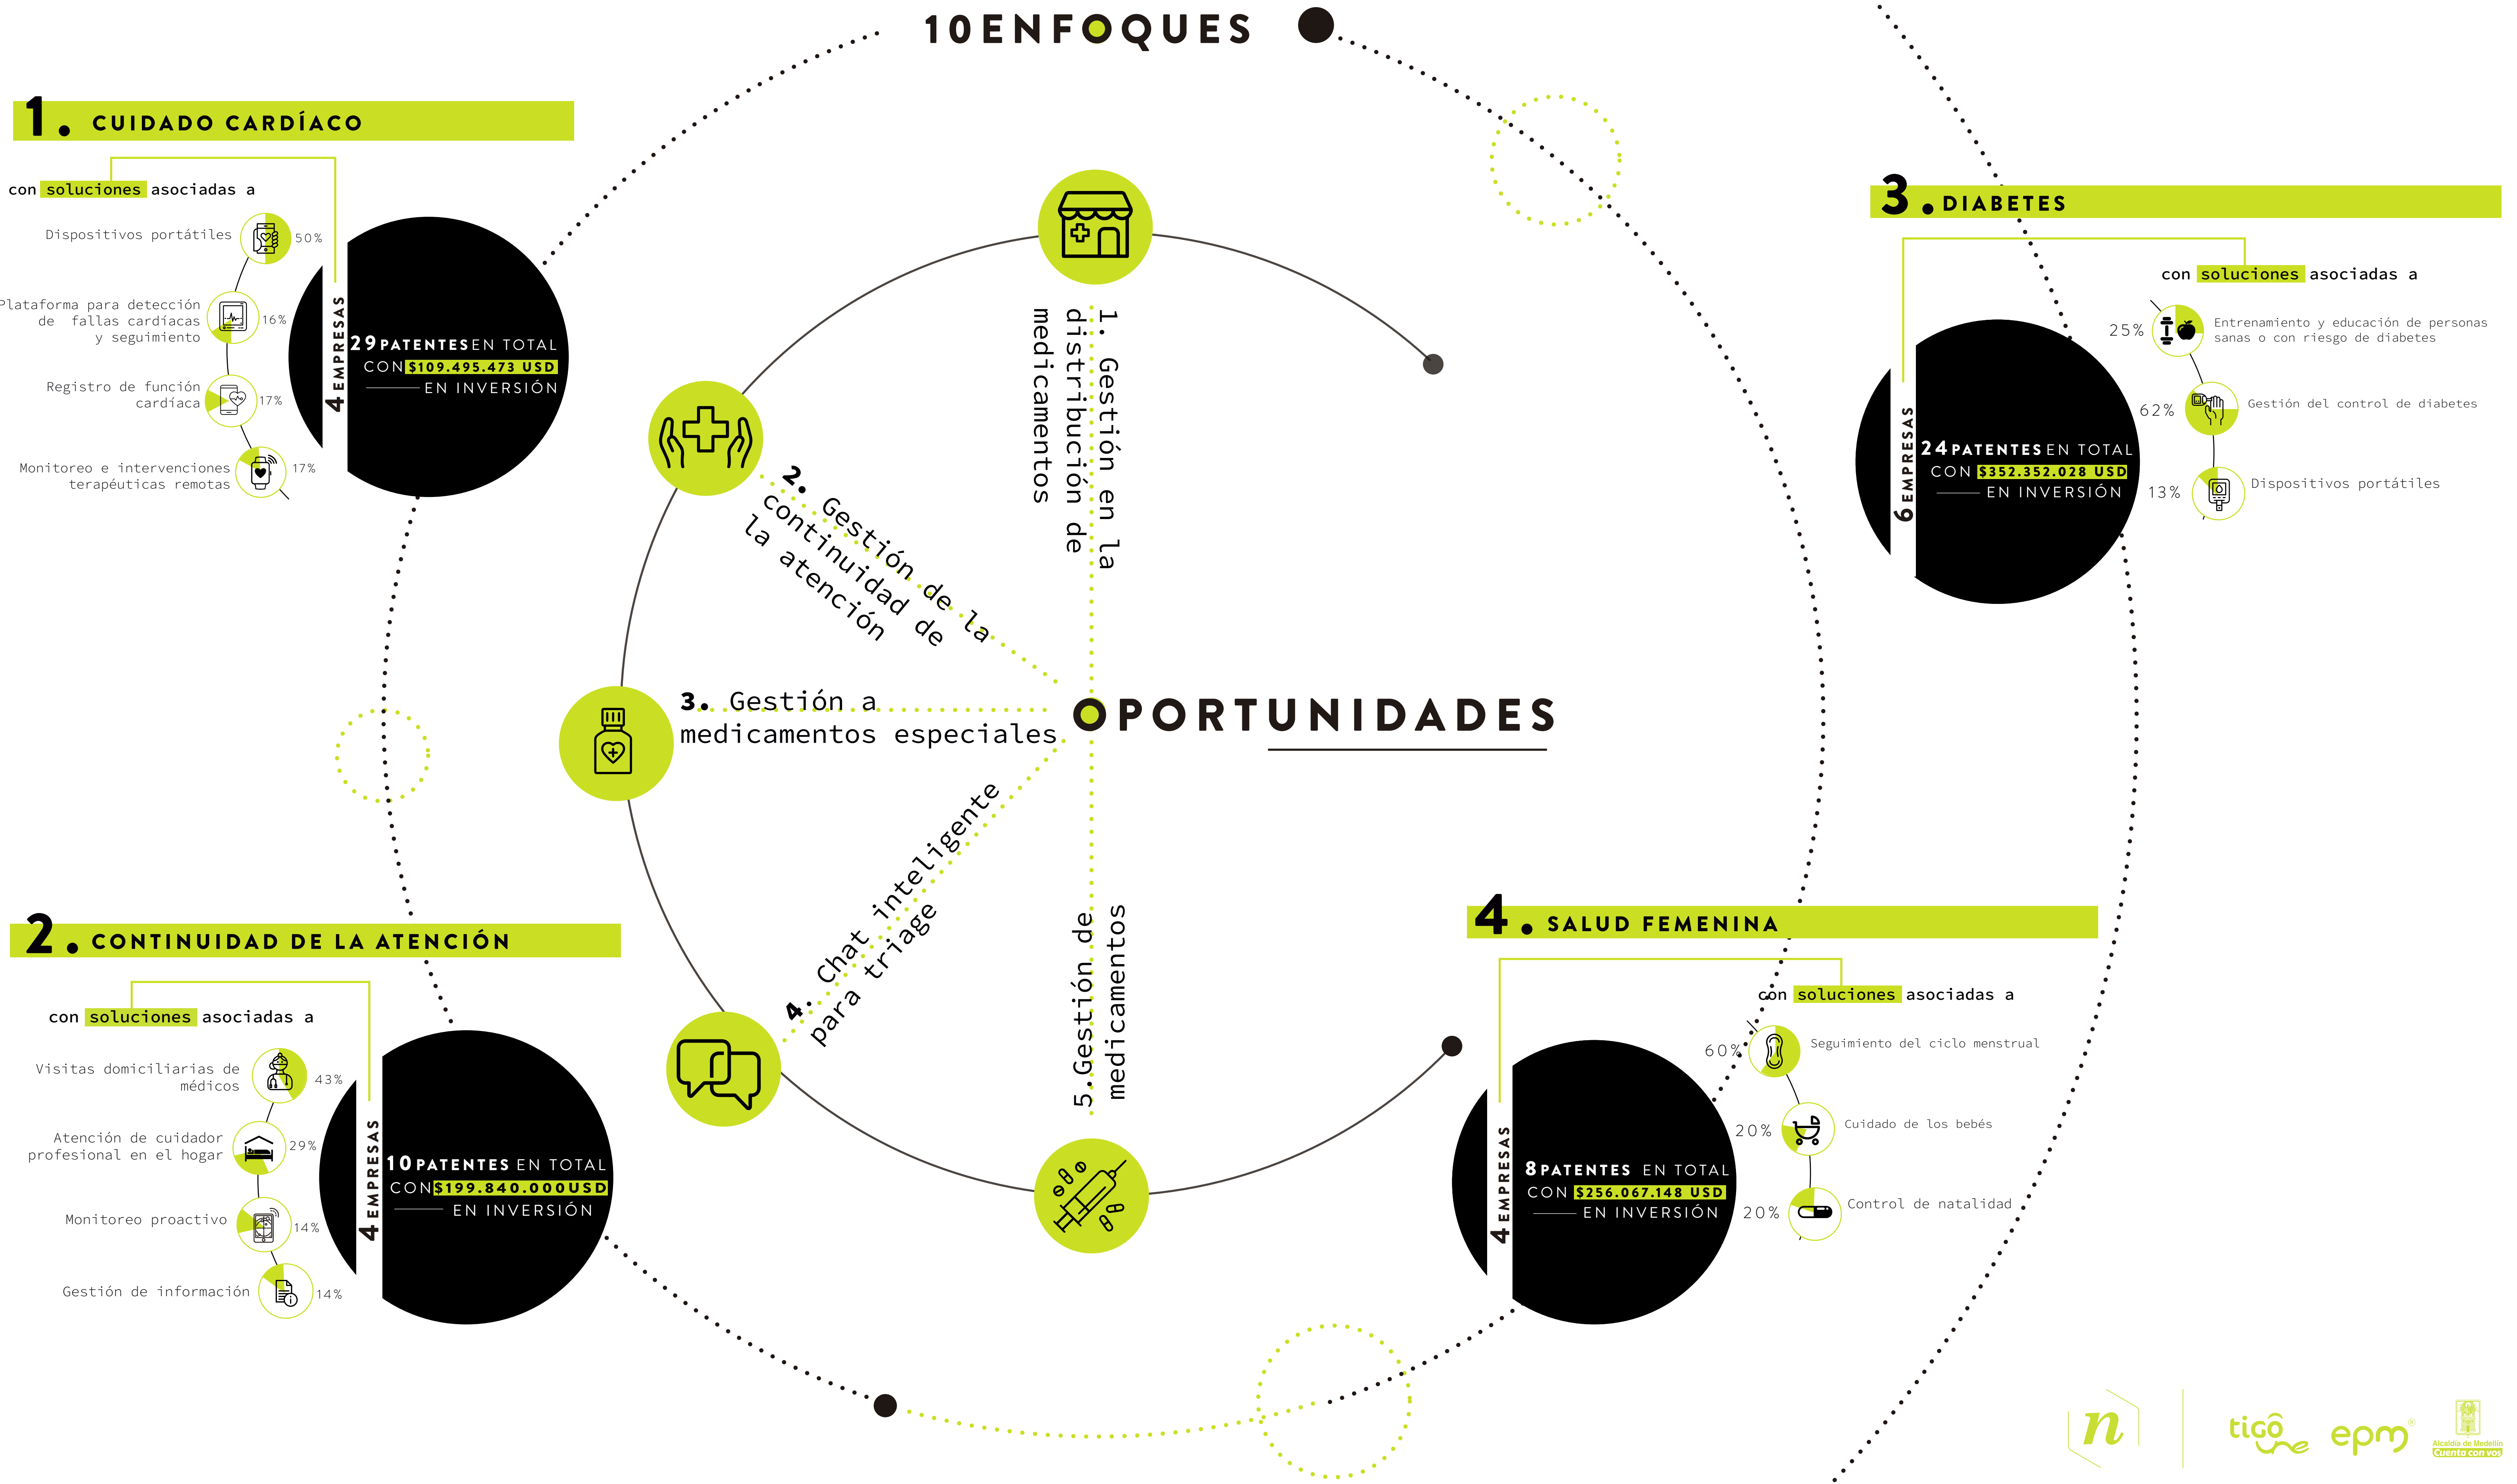 10 ENFOQUES
1. CUIDADO CARDÍACO
con soluciones asociadas a
Dispositivos portátiles
50%
Plataforma para detección
de fallas cardíacas
y seguimiento
16%
Registro de función
cardíaca
17%
Monitoreo e intervenciones
terapéuticas remotas
17%
4 EMPRESAS
29 PATENTES EN TOTAL
CON $109.495.473 USD
EN INVERSIÓN
2. CONTINUIDAD DE LA ATENCIÓN
con soluciones asociadas a
Visitas domiciliarias de
médicos
43%
Atención de cuidador
profesional en el hogar
29%
Monitoreo proactivo
14%
Gestión de información
14%
4 EMPRESAS
10 PATENTES EN TOTAL
CON $199.840.000USD
EN INVERSIÓN
OPORTUNIDADES
1. Gestión en la
distribución de
medicamentos
2. Gestión de la
continuidad de
la atención
3. Gestión a
medicamentos especiales
4. Chat inteligente
para triage
5.Gestión de
medicamentos
3. DIABETES
con soluciones asociadas a
25%
Entrenamiento y educación de personas
sanas o con riesgo de diabetes
62%
Gestión del control de diabetes
13%
Dispositivos portátiles
6 EMPRESAS
24 PATENTES EN TOTAL
CON $352.352.028 USD
EN INVERSIÓN
4. SALUD FEMENINA
con soluciones asociadas a
60%
Seguimiento del ciclo menstrual
20%
Cuidado de los bebés
20%
Control de natalidad
4 EMPRESAS
8 PATENTES EN TOTAL
CON $256.067.148 USD
EN INVERSIÓN
n
tigo
une
epm®
Alcaldía de Medellín
Cuenta con vos